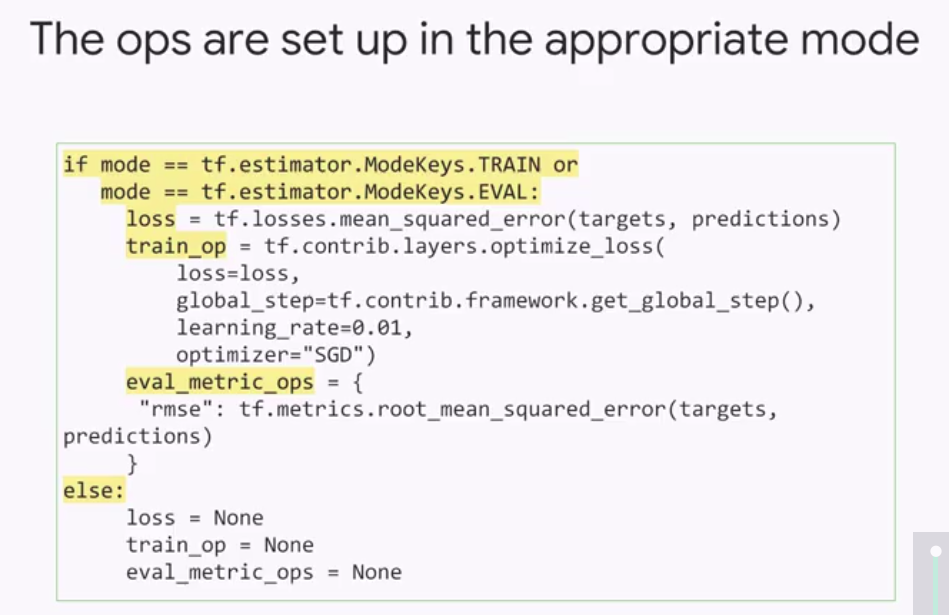 The ops are set up in the appropriate mode
if mode == tf.estimator.ModeKeys.TRAIN or
mode == tf.estimator.ModeKeys.EVAL:
loss = tf.losses.mean_squared_error(targets, predictions)
train_op = tf.contrib.layers.optimize_loss(
loss=loss,
global_step=tf.contrib.framework.get_global_step(),
learning_rate=0.01,
optimizer="SGD")
eval_metric_ops = {
"rmse": tf.metrics.root_mean_squared_error(targets,
predictions)
}
else:
loss = None
train_op = None
eval_metric_ops = None